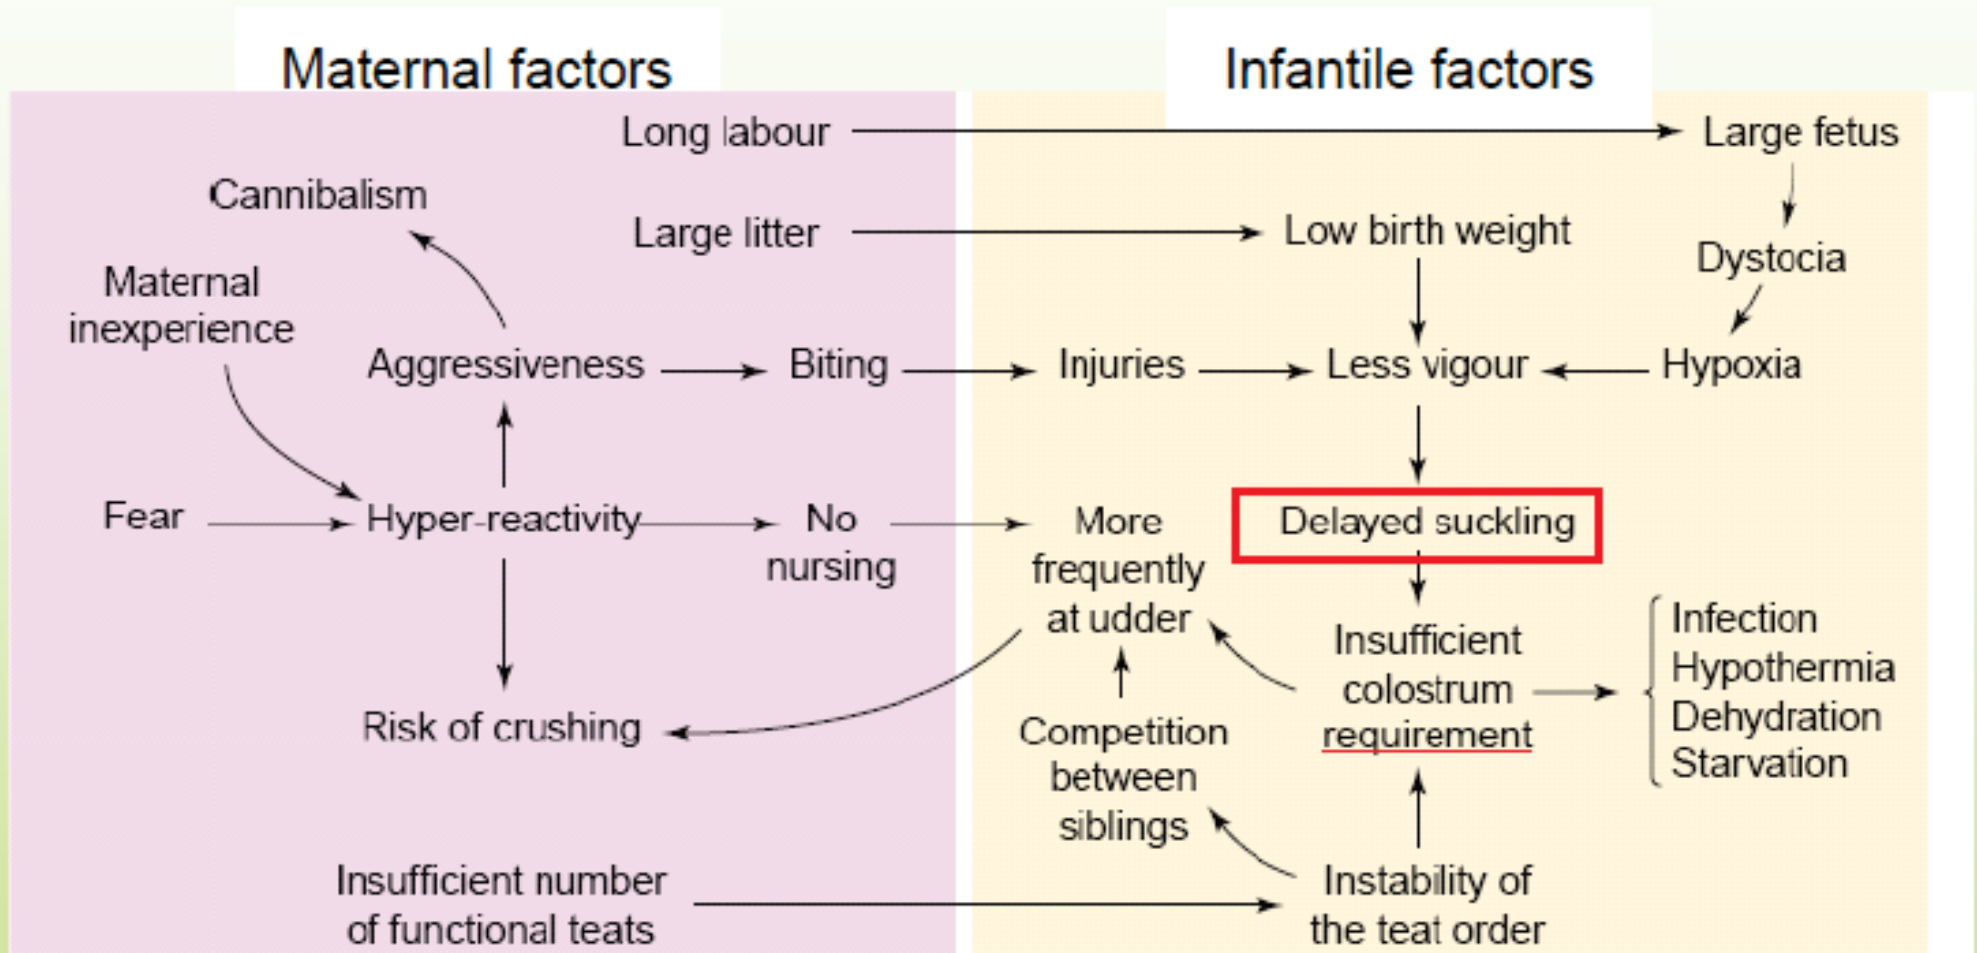 Maternal factors
Infantile factors
Long labour
Large fetus
Cannibalism
Large litter
Low birth weight
Dystocia
Maternal
inexperience
Aggressiveness
Biting
Injuries
Less vigour
Hypoxia
Fear
Hyper-reactivity
No
nursing
More
frequently
at udder
Delayed suckling
Insufficient
colostrum
requirement
Infection
Hypothermia
Dehydration
Starvation
Risk of crushing
Competition
between
siblings
Insufficient number
of functional teats
Instability of
the teat order